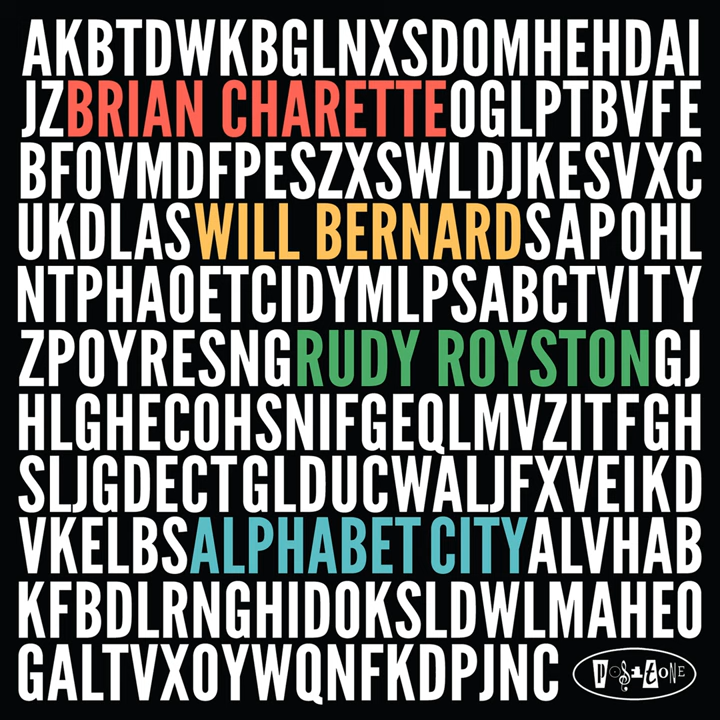 AKBTDWKBGLNXSDOMHEHDAI
JZBRIAN CHARETTEOGLPTBVFE
BFOVMDFPESZXSWLDJKESVXC
UKDLASWILL BERNARDSAPOHL
NTPHAOETCIDYMLPSABCTVITY
ZPOYRESNGRUDY ROYSTONGJ
HLGHECOHSNIFGEQLMVZITFGH
SLJGDECTGLDUCWALJFXVEIKD
VKELBSALPHABET CITYALVHAB
KFBDLRNGHIDOKSLDWLMAHEO
GALTVXOYWQNFKDPJNC
POSITONE